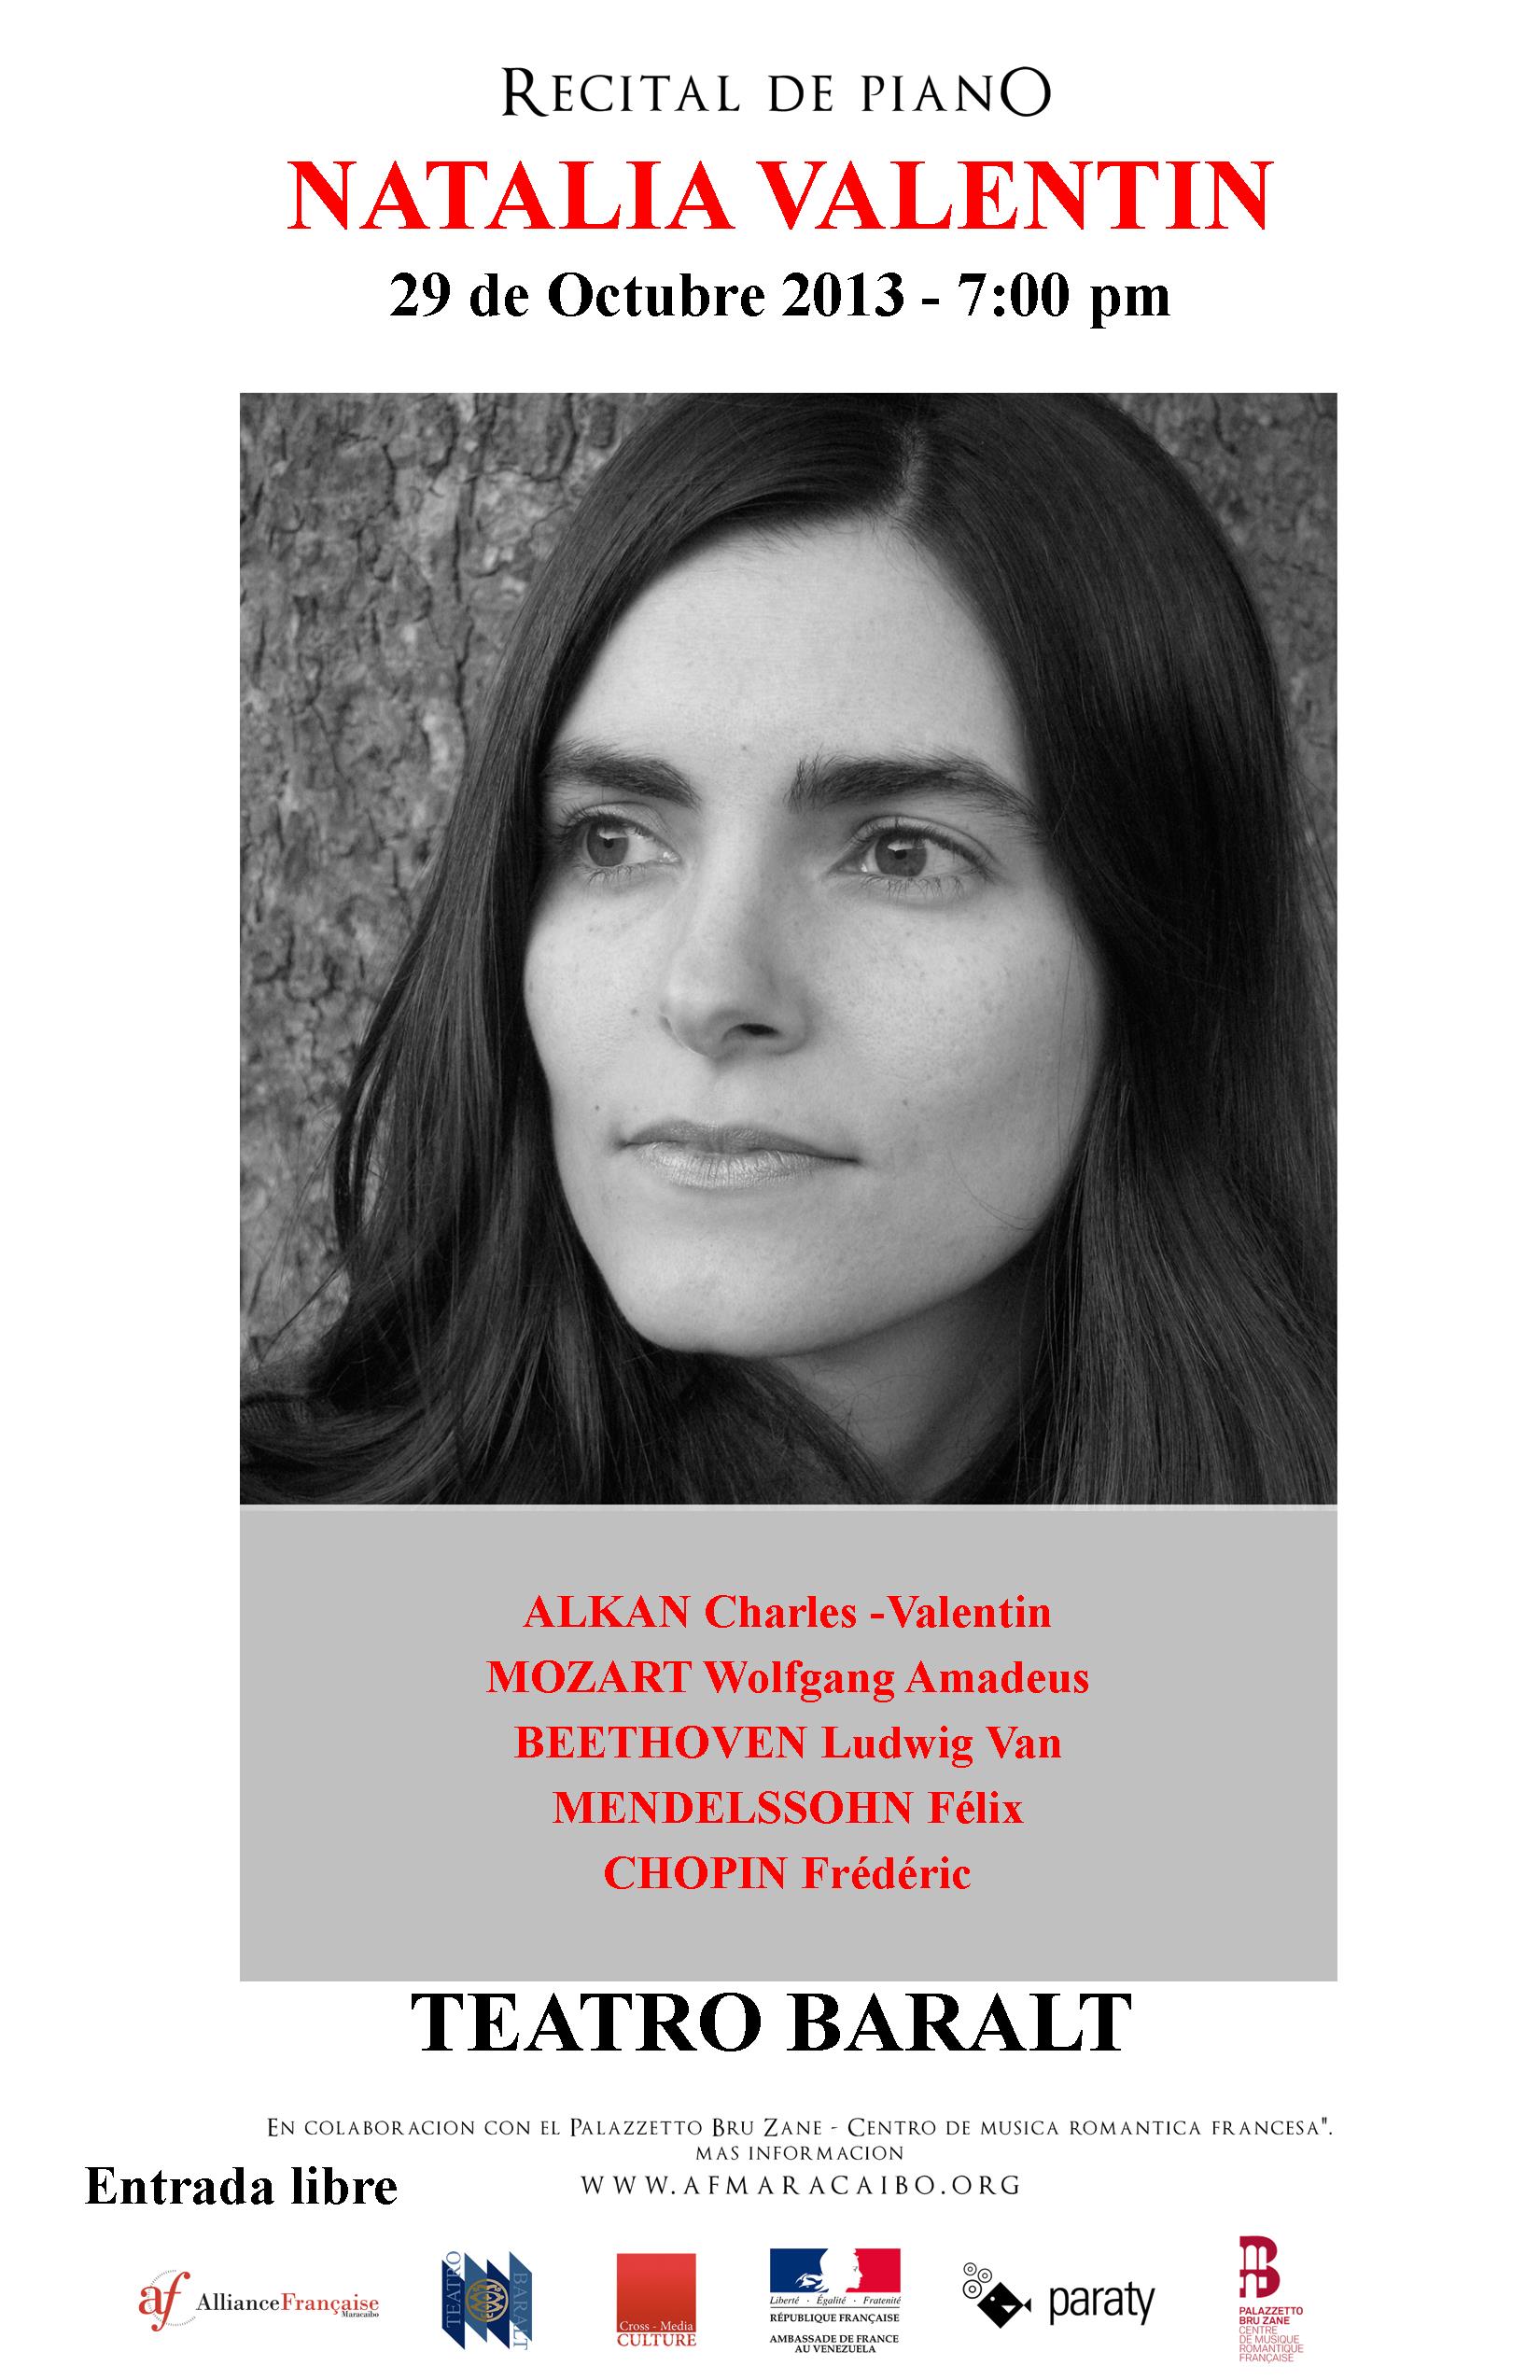 RECITAL DE PIANO
NATALIA VALENTIN
29 de Octubre 2013 - 7:00 pm
ALKAN Charles -Valentin
MOZART Wolfgang Amadeus
BEETHOVEN Ludwig Van
MENDELSSOHN Félix
CHOPIN Frédéric
TEATRO BARALT
EN COLABORACION CON EL PALAZZETTO BRU ZANE - CENTRO DE MUSICA ROMANTICA FRANCESA".
MAS INFORMACION
Entrada libre
WWW.AFMARACAIBO.ORG
af AllianceFrançaise
Maracaibo
TEATRO BARALT
Cross - Media
CULTURE
Liberté · Égalité · Fraternité
RÉPUBLIQUE FRANÇAISE
AMBASSADE DE FRANCE
AU VENEZUELA
paraty
PALAZZETTO
BRU ZANE
CENTRE
DE MUSIQUE
ROMANTIQUE
FRANÇAISE